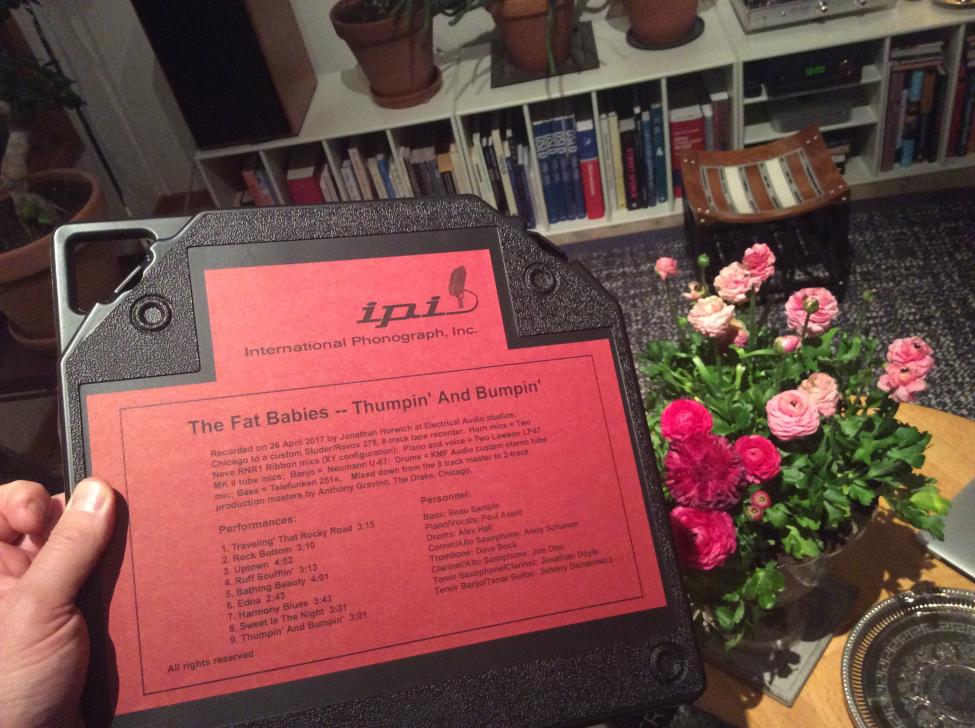 ipi
International Phonograph, Inc.
The Fat Babies -- Thumpin' And Bumpin'
Recorded on 26 April 2017 by Jonathan Horwich at Electrical Audio studios,
Chicago to a custom Studer/Revox 278, 8-track tape recorder. Horn mics = Two
Neve RNR1 Ribbon mics (XY configuration); Piano and voice = Two Lawson LP47
MK II tube mics; Banjo = Neumann U-67; Drums = KMF Audio custom stereo tube
mic; Bass = Telefunken 251e. Mixed down from the 8 track master to 2-track
production masters by Anthony Gravino, The Drake, Chicago.
Performances:
1. Traveling' That Rocky Road 3:15
2. Rock Bottom 3:10
3. Uptown 4:02
4. Ruff Scufflin' 3:13
5. Bathing Beauty 4:01
6. Edna 2:43
7. Harmony Blues 3:43
8. Sweet Is The Night 3:31
9. Thumpin' And Bumpin' 3:01
Personnel:
Bass: Beau Sample
Piano/Vocals: Paul Asaro
Drums: Alex Hall
Cornet/Alto Saxophone: Andy Schumm
Trombone: Dave Bock
Clarinet/Alto Saxophone: Jon Otto
Tenor Saxophone/Clarinet: Jonathan Doyle
Tenor Banjo/Tenor Guitar: Johnny Donatowicz
All rights reserved